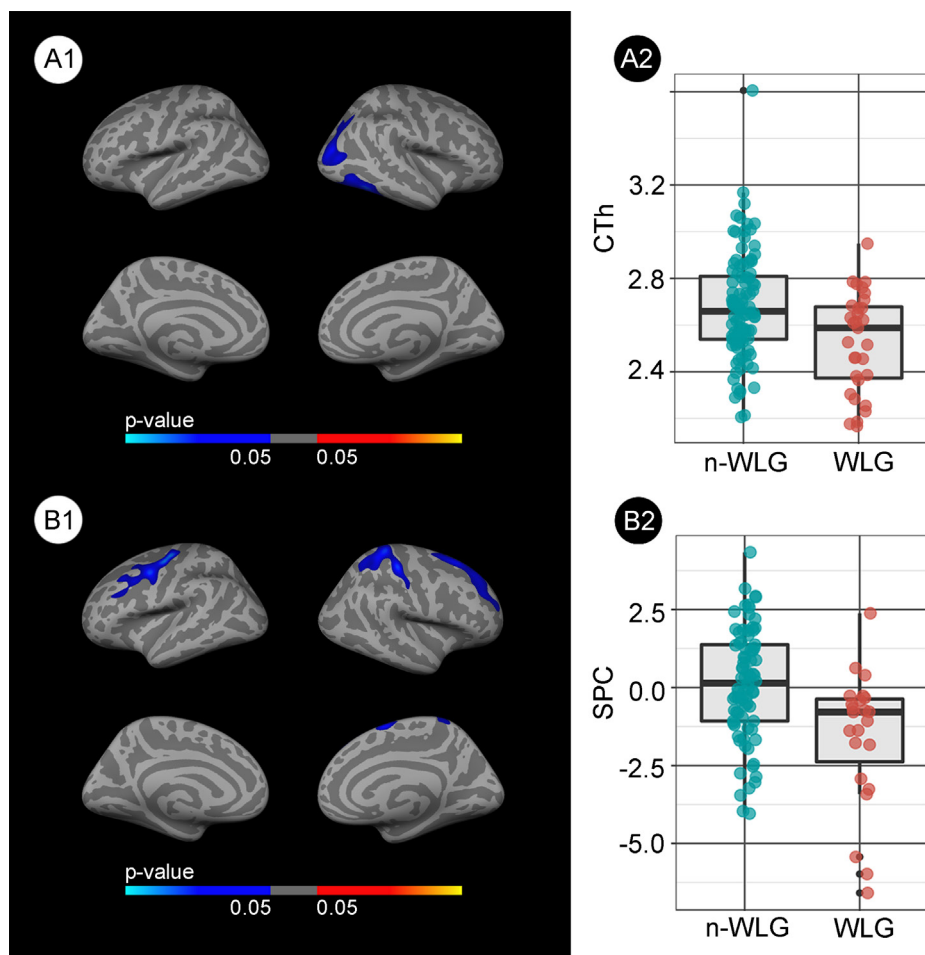 A1
p-value
0.05 0.05
A2
CTh
3.2
2.8
2.4
n-WLG WLG
B1
p-value
0.05 0.05
B2
SPC
2.5
0.0
-2.5
-5.0
n-WLG WLG